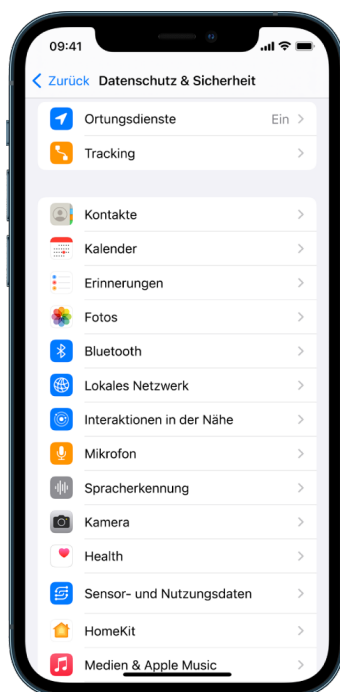 09:41
Zurück Datenschutz & Sicherheit
Ortungsdienste Ein
Tracking
Kontakte
Kalender
Erinnerungen
Fotos
Bluetooth
Lokales Netzwerk
Interaktionen in der Nähe
Mikrofon
Spracherkennung
Kamera
Health
Sensor- und Nutzungsdaten
HomeKit
Medien & Apple Music